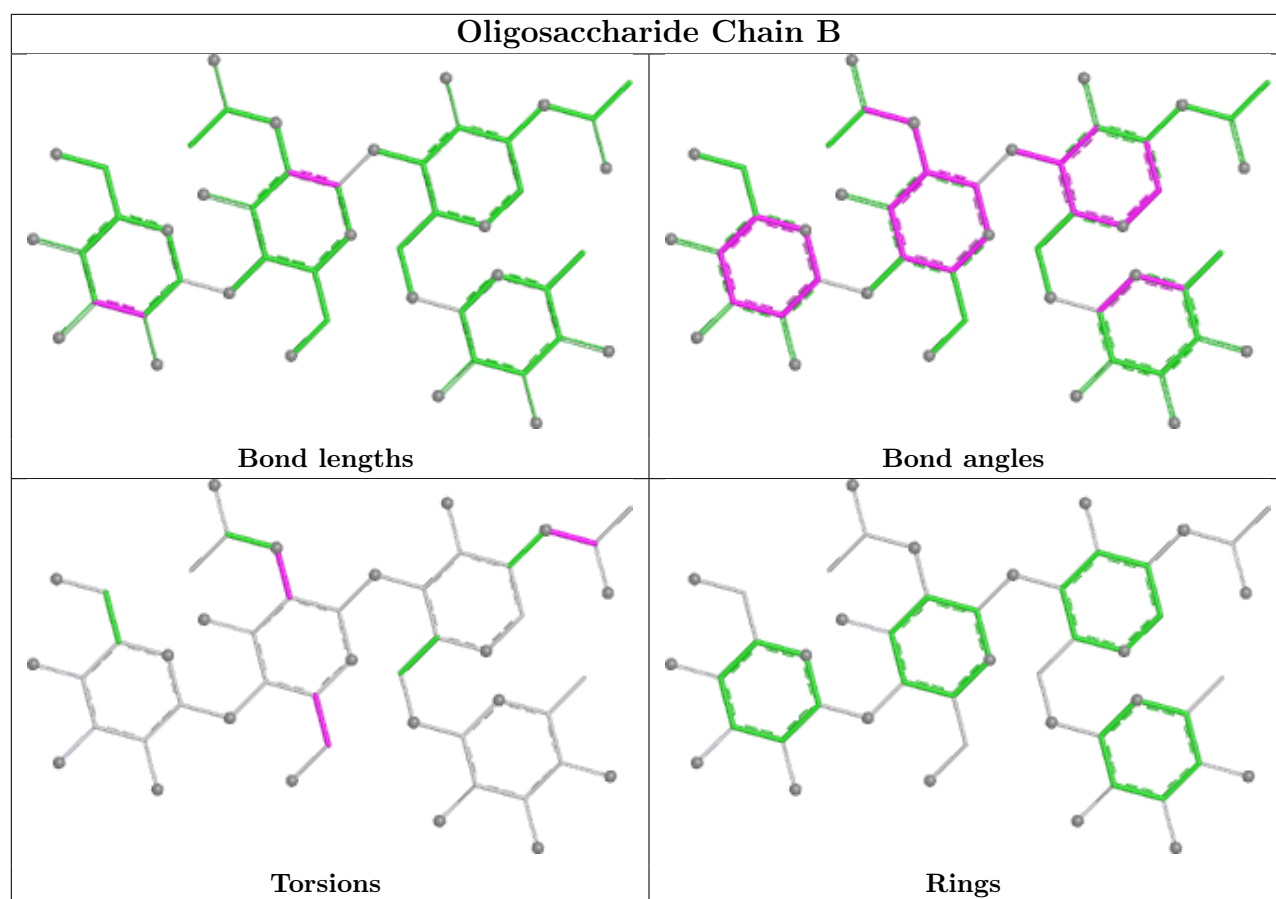 Oligosaccharide Chain B
Bond lengths
Bond angles
Torsions
Rings